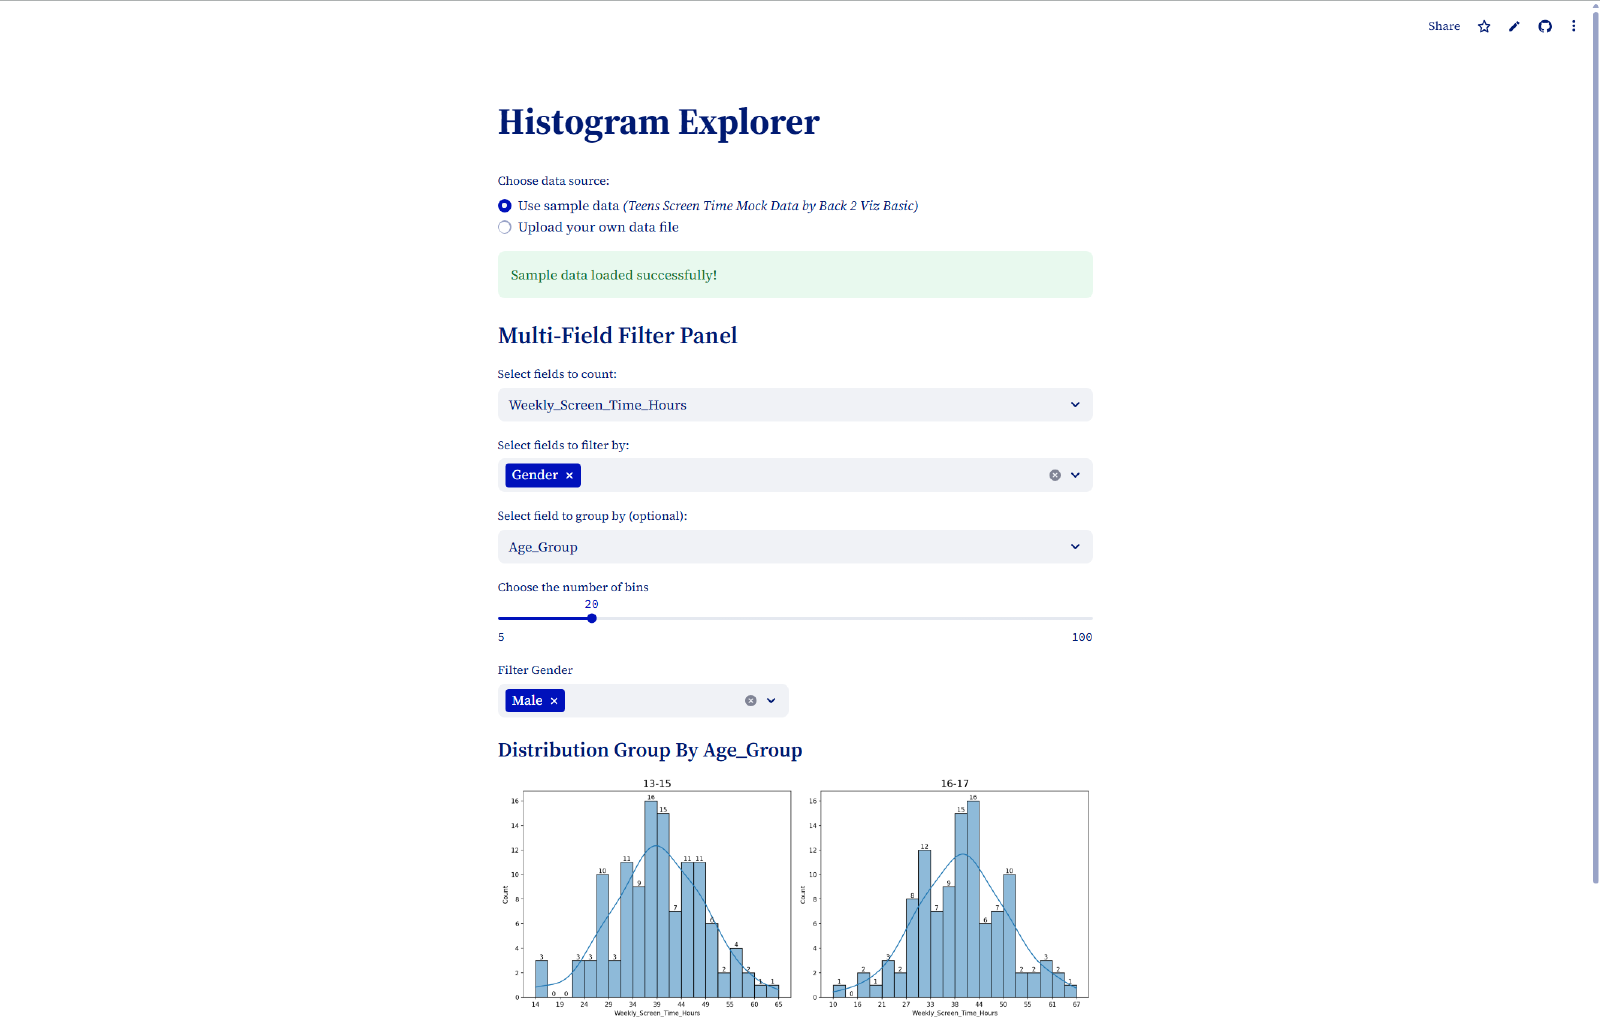 Share
Histogram Explorer
Choose data source:
Use sample data (Teens Screen Time Mock Data by Back 2 Viz Basic)
Upload your own data file
Sample data loaded successfully!
Multi-Field Filter Panel
Select fields to count:
Weekly_Screen_Time_Hours
Select fields to filter by:
Gender ×
Select field to group by (optional):
Age_Group
Choose the number of bins
20
5 100
Filter Gender
Male ×
Distribution Group By Age_Group
13-15
16
14
12
10
8
6
4
2
0
Count
3 0 0 3 3 10 3 11 9 16 15 7 11 11 6 2 4 2 1 1
14 19 24 29 34 39 44 49 55 60 65
Weekly_Screen_Time_Hours
16-17
16
14
12
10
8
6
4
2
0
Count
1 0 2 1 3 2 8 12 7 9 15 16 6 7 10 2 2 3 2 1
10 16 21 27 33 38 44 50 55 61 67
Weekly_Screen_Time_Hours